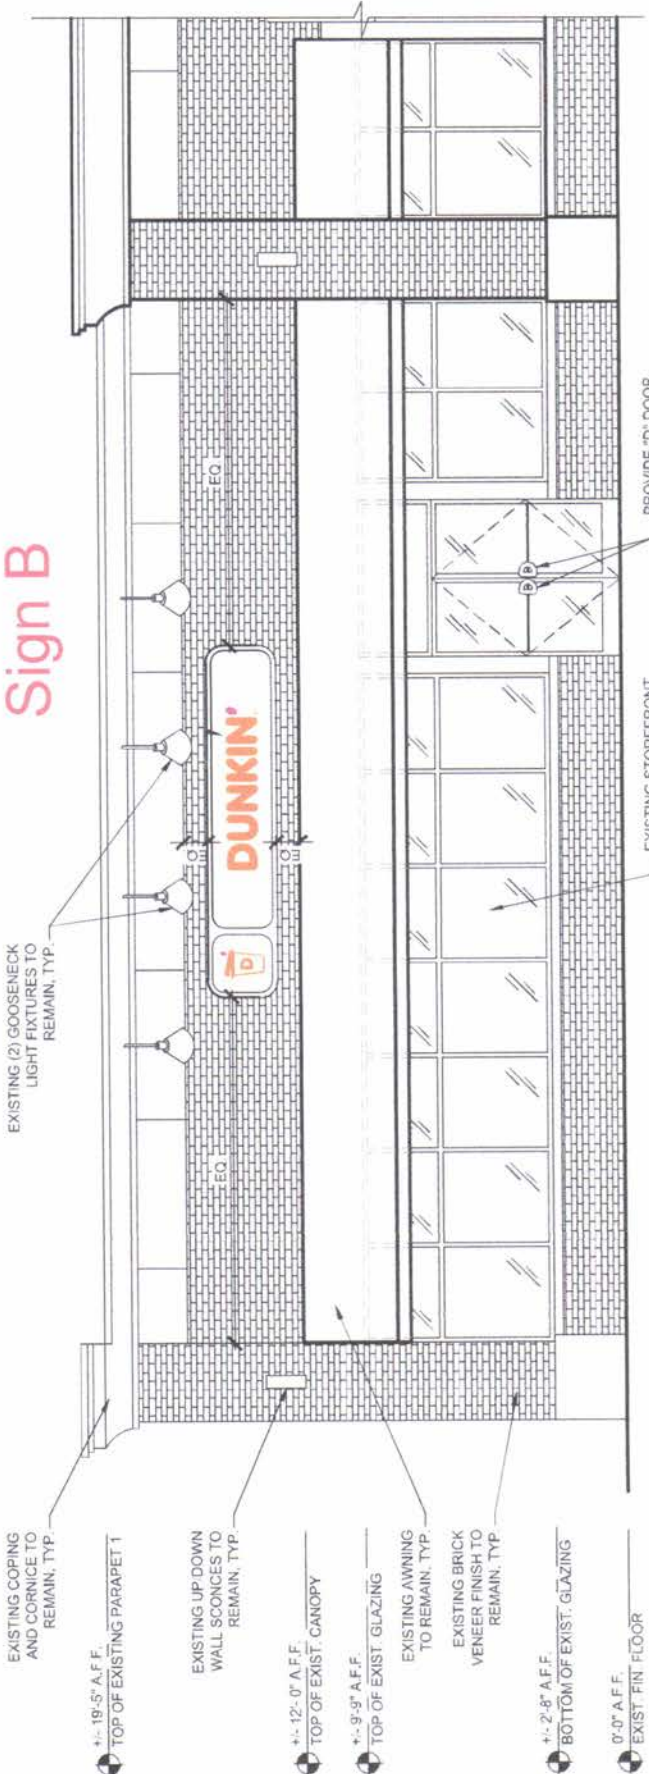 Sign B
EXISTING (2) GOOSENECK
LIGHT FIXTURES TO
REMAIN, TYP.
EXISTING COPING
AND CORNICE TO
REMAIN, TYP.
+/- 19'-5" A.F.F.
TOP OF EXISTING PARAPET 1
EXISTING UP/DOWN
WALL SCONCES TO
REMAIN, TYP.
+/- 12'- 0" A.F.F.
TOP OF EXIST. CANOPY
+/- 9'-9" A.F.F.
TOP OF EXIST. GLAZING
EXISTING AWNING
TO REMAIN, TYP.
EXISTING BRICK
VENEER FINISH TO
REMAIN, TYP.
+/- 2'-8" A.F.F.
BOTTOM OF EXIST. GLAZING
0'-0" A.F.F.
EXIST. FIN. FLOOR
EQ
EQ
EQ
EQ
D
DUNKIN'
D D
EXISTING STOREFRONT
PROVIDE "D" DOOR